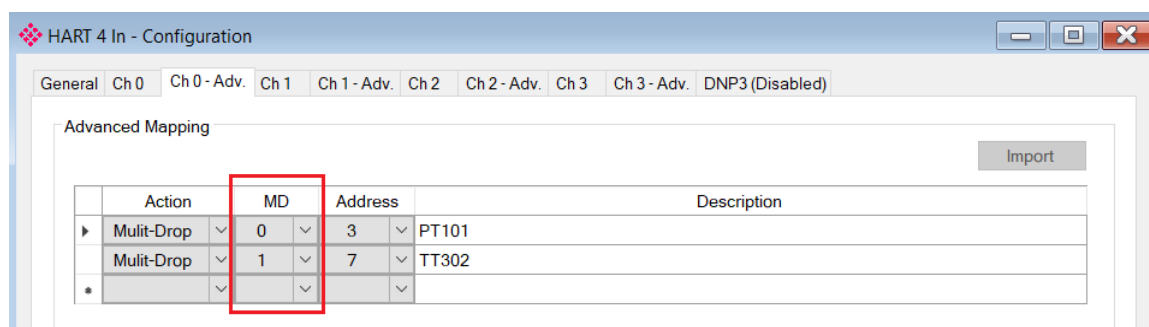 HART 4 In - Configuration
General Ch 0 Ch 0 - Adv. Ch 1 Ch 1 - Adv. Ch 2 Ch 2 - Adv. Ch 3 Ch 3 - Adv. DNP3 (Disabled)
Advanced Mapping
Import
Action MD Address Description
Mulit-Drop 0 3 PT101
Mulit-Drop 1 7 TT302